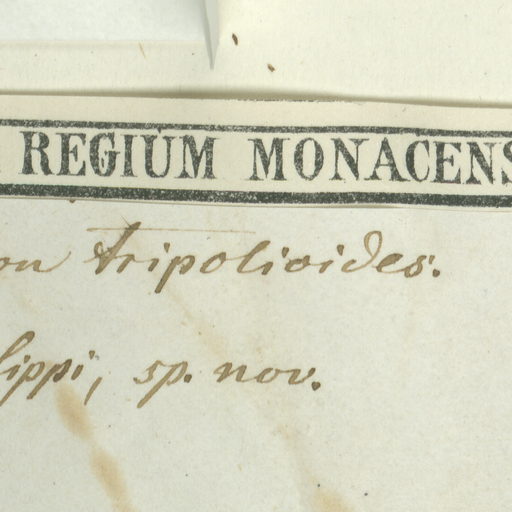 REGIUM MONACENS
on tripolioides.
lippi, sp. nov.